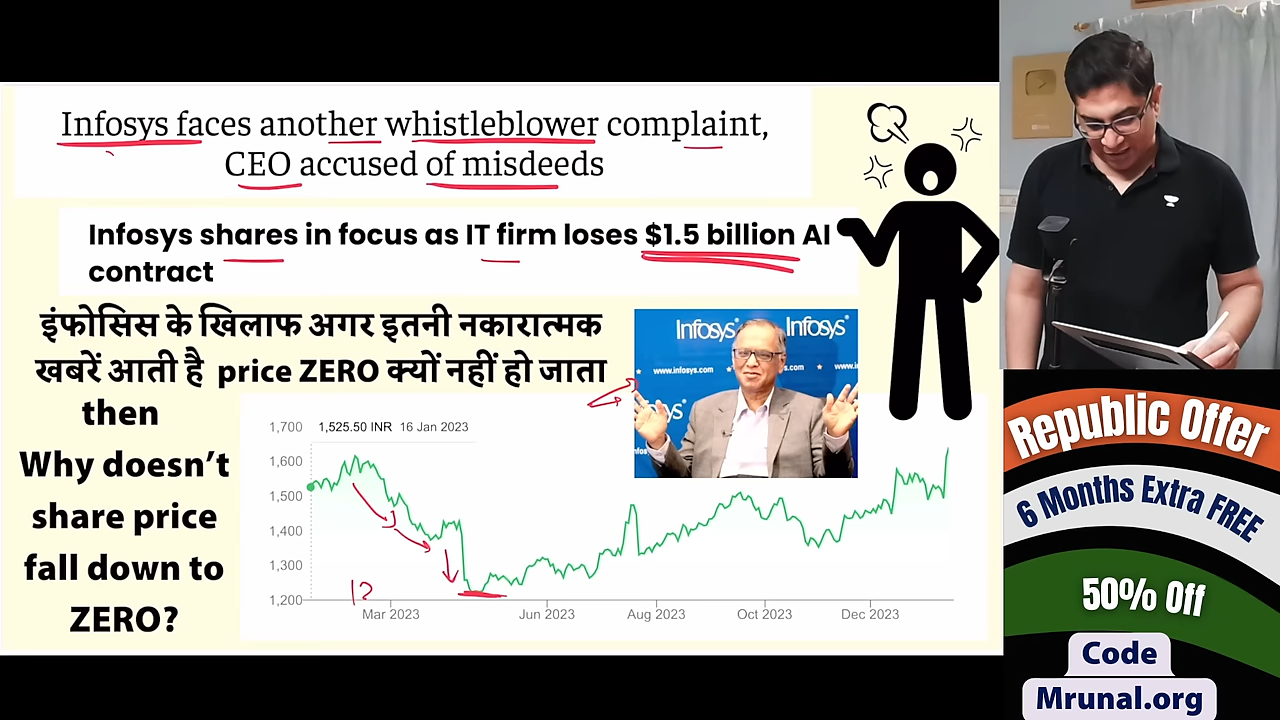 Infosys faces another whistleblower complaint,
CEO accused of misdeeds
Infosys shares in focus as IT firm loses $1.5 billion AI
contract
इंफोसिस के खिलाफ अगर इतनी नकारात्मक
खबरें आती है price ZERO क्यों नहीं हो जाता
then
Why doesn't
share price
fall down to
ZERO?
Infosys Infosys
www.infosys.com
1,525.50 INR 16 Jan 2023
1,700
1,600
1,500
1,400
1,300
1,200
12
Mar 2023 Jun 2023 Aug 2023 Oct 2023 Dec 2023
Republic Offer
6 Months Extra FREE
50% Off
Code
Mrunal.org